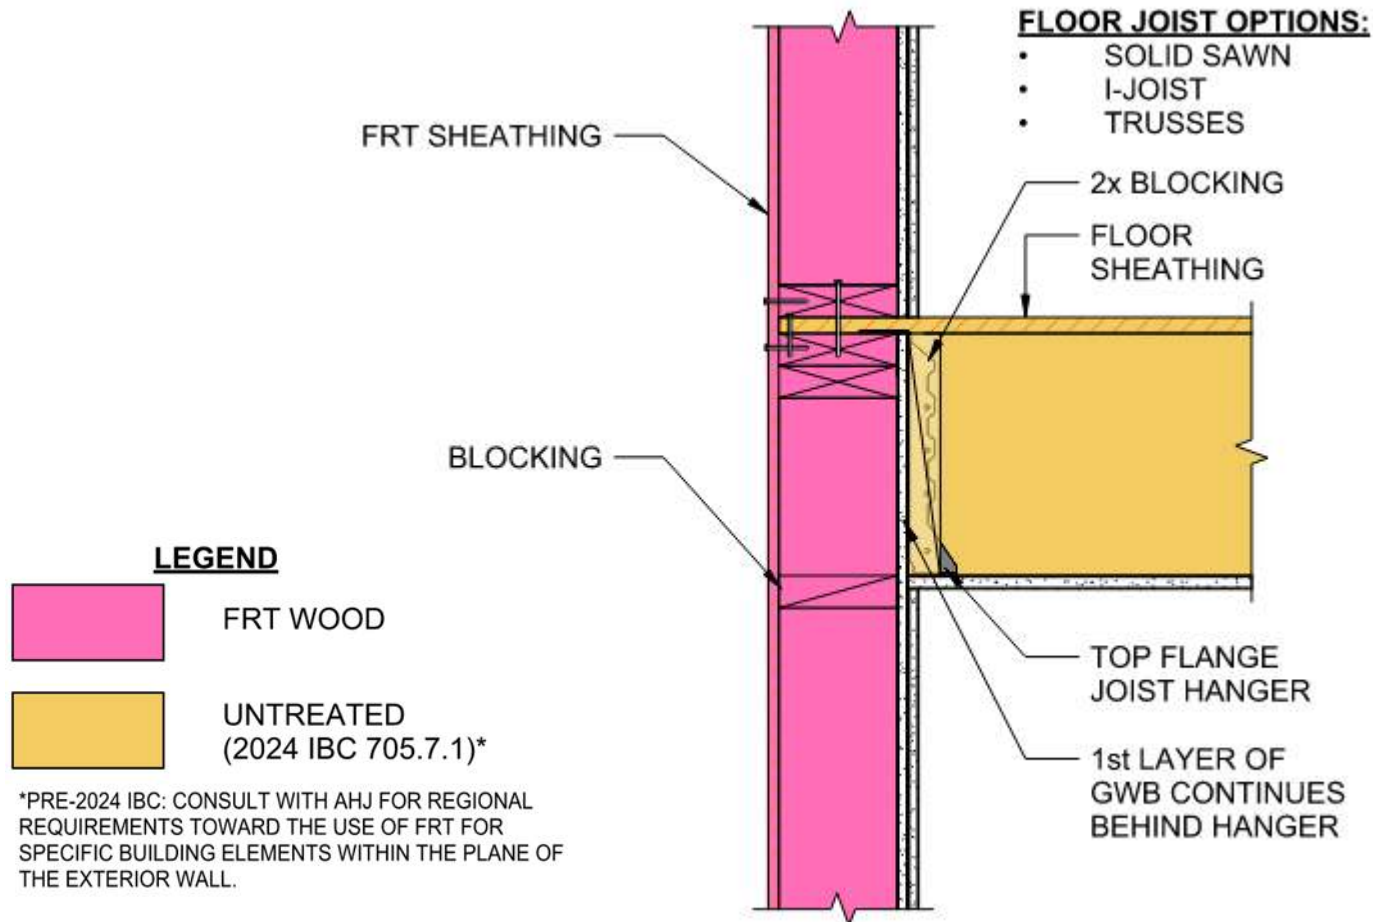 FLOOR JOIST OPTIONS:
• SOLID SAWN
• I-JOIST
• TRUSSES
FRT SHEATHING
2x BLOCKING
FLOOR
SHEATHING
BLOCKING
TOP FLANGE
JOIST HANGER
1st LAYER OF
GWB CONTINUES
BEHIND HANGER
LEGEND
FRT WOOD
UNTREATED
(2024 IBC 705.7.1)*
*PRE-2024 IBC: CONSULT WITH AHJ FOR REGIONAL
REQUIREMENTS TOWARD THE USE OF FRT FOR
SPECIFIC BUILDING ELEMENTS WITHIN THE PLANE OF
THE EXTERIOR WALL.